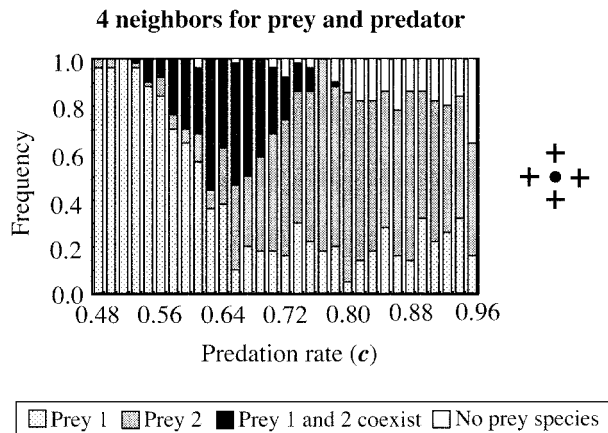 4 neighbors for prey and predator
Frequency
1.0
0.8
0.6
0.4
0.2
0.0
0.48 0.56 0.64 0.72 0.80 0.88 0.96
Predation rate (c)
Prey 1 Prey 2 Prey 1 and 2 coexist No prey species